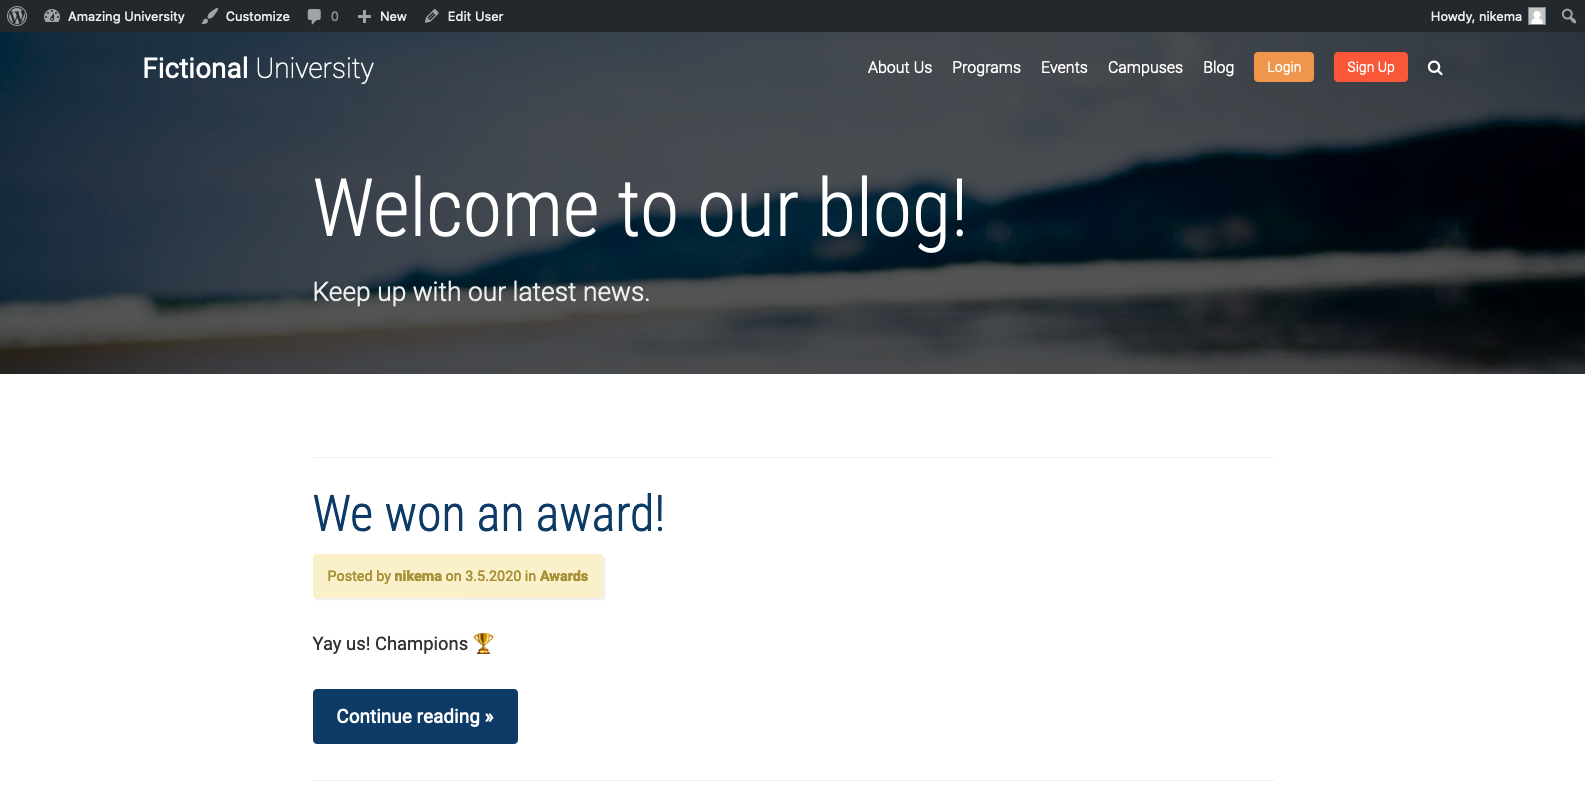 Amazing University Customize 0 New Edit User Howdy, nikema
Fictional University About Us Programs Events Campuses Blog Login Sign Up
Welcome to our blog!
Keep up with our latest news.
We won an award!
Posted by nikema on 3.5.2020 in Awards
Yay us! Champions 🏆
Continue reading »